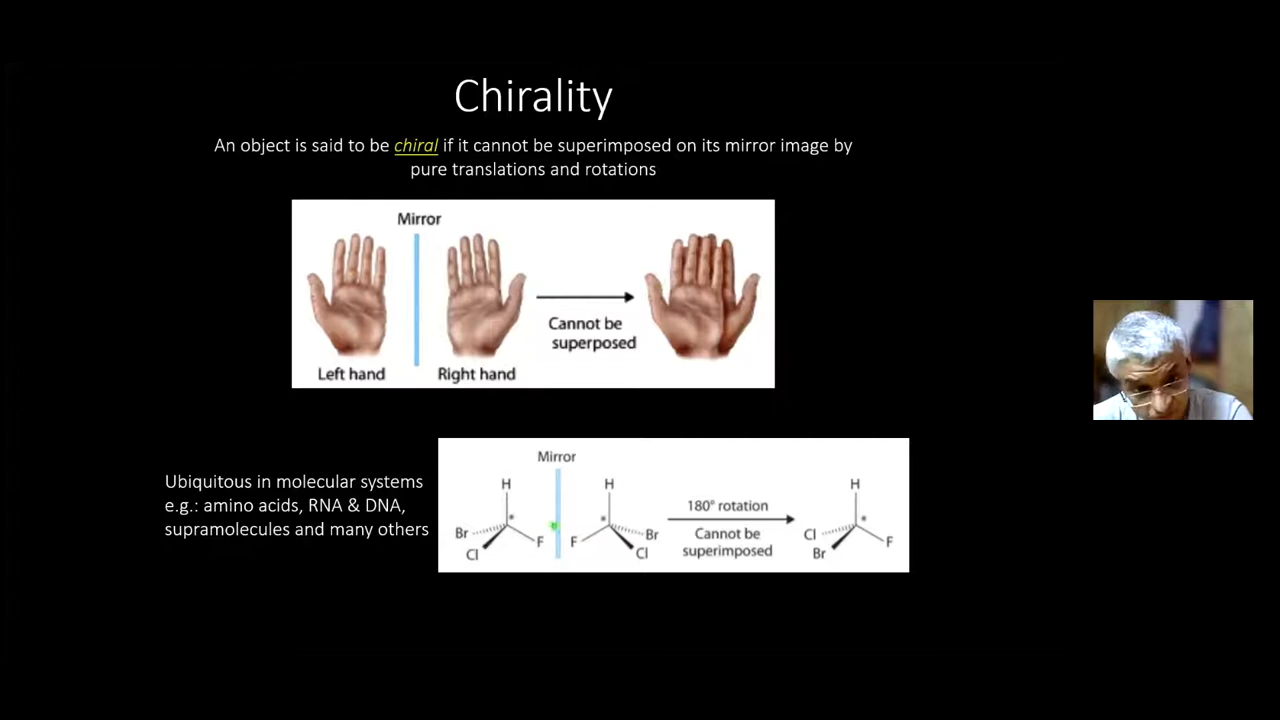 Chirality
An object is said to be chiral if it cannot be superimposed on its mirror image by
pure translations and rotations
Mirror
Cannot be
superposed
Left hand
Right hand
Ubiquitous in molecular systems
e.g.: amino acids, RNA & DNA,
supramolecules and many others
Mirror
H
*
Br
Cl
F
H
*
F
Br
Cl
180° rotation
Cannot be
superimposed
H
*
Cl
Br
F